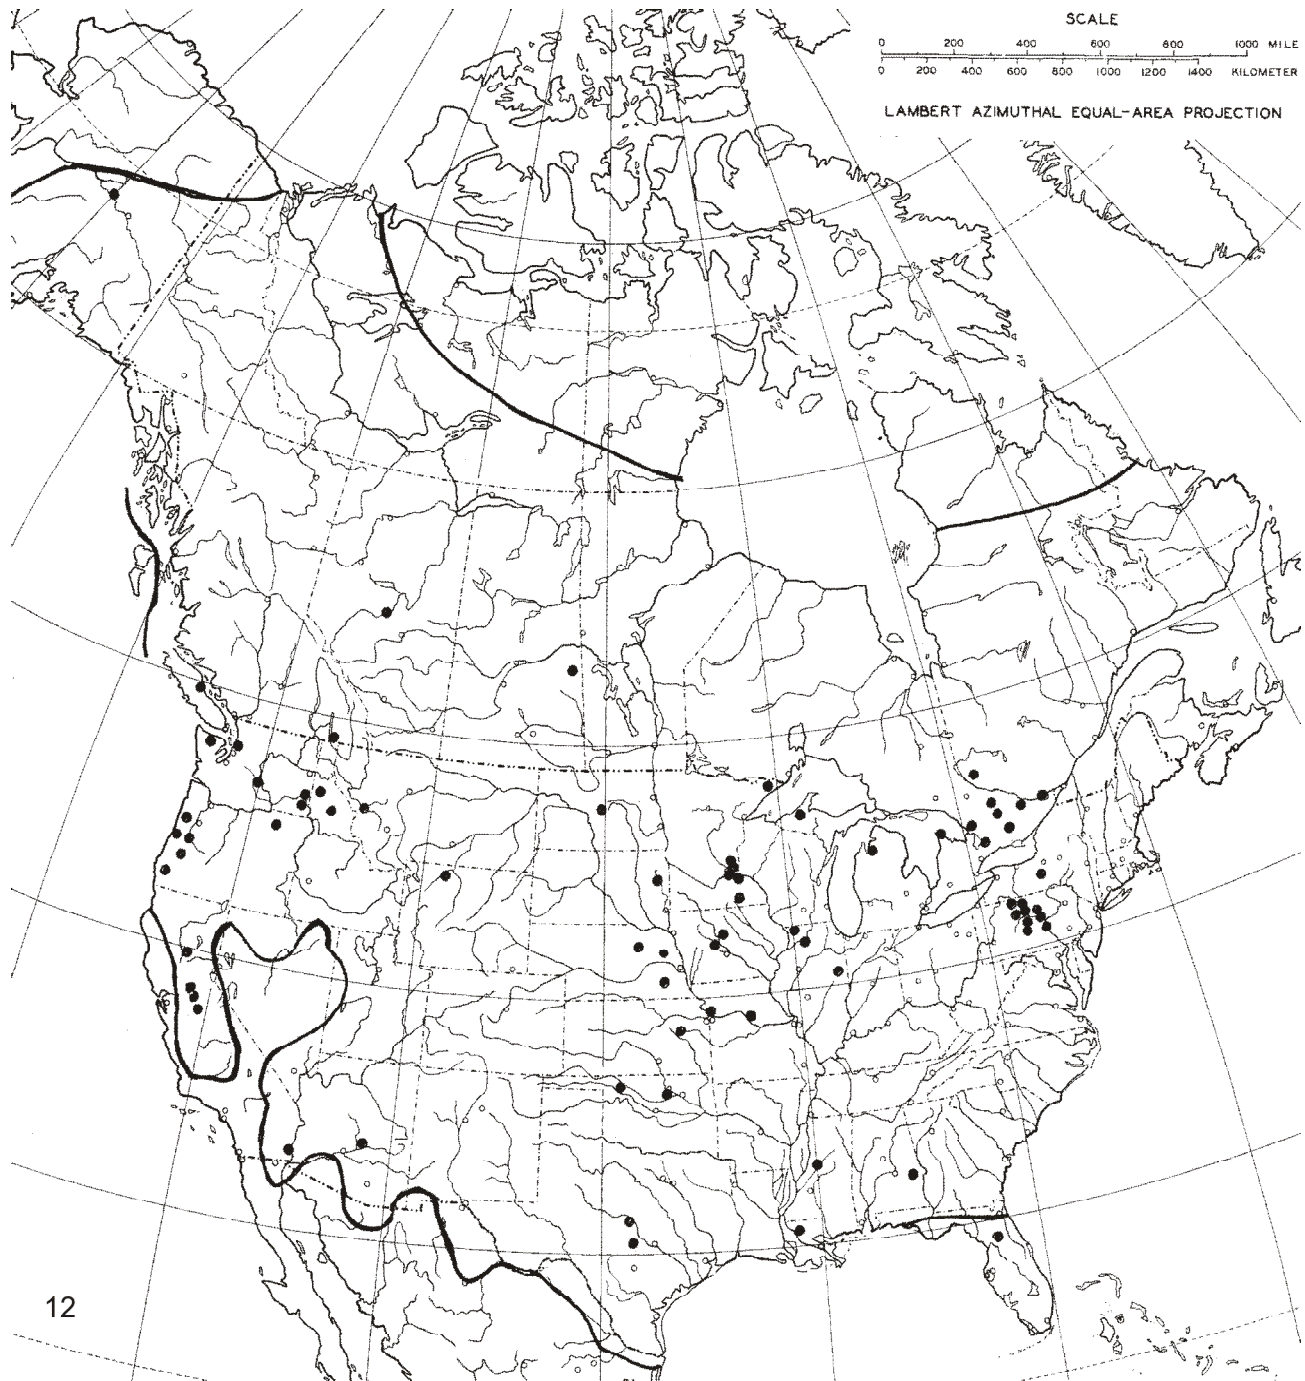 SCALE
0 200 400 600 800 1000 MILE
0 200 400 600 800 1000 1200 1400 KILOMETER
LAMBERT AZIMUTHAL EQUAL-AREA PROJECTION
12